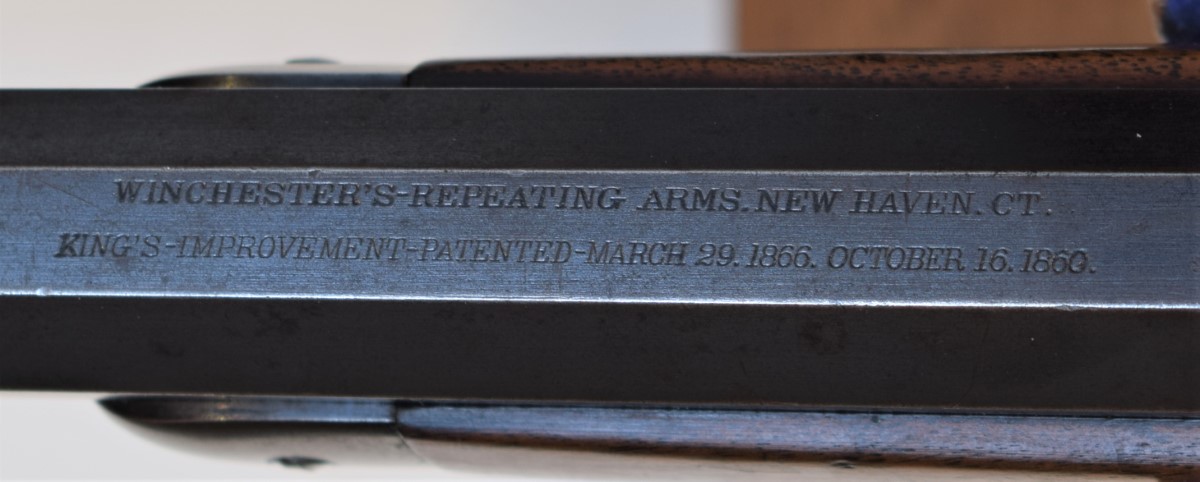 WINCHESTER'S-REPEATING ARMS. NEW HAVEN. CT.
KING'S-IMPROVEMENT-PATENTED-MARCH 29. 1866. OCTOBER 16. 1860.